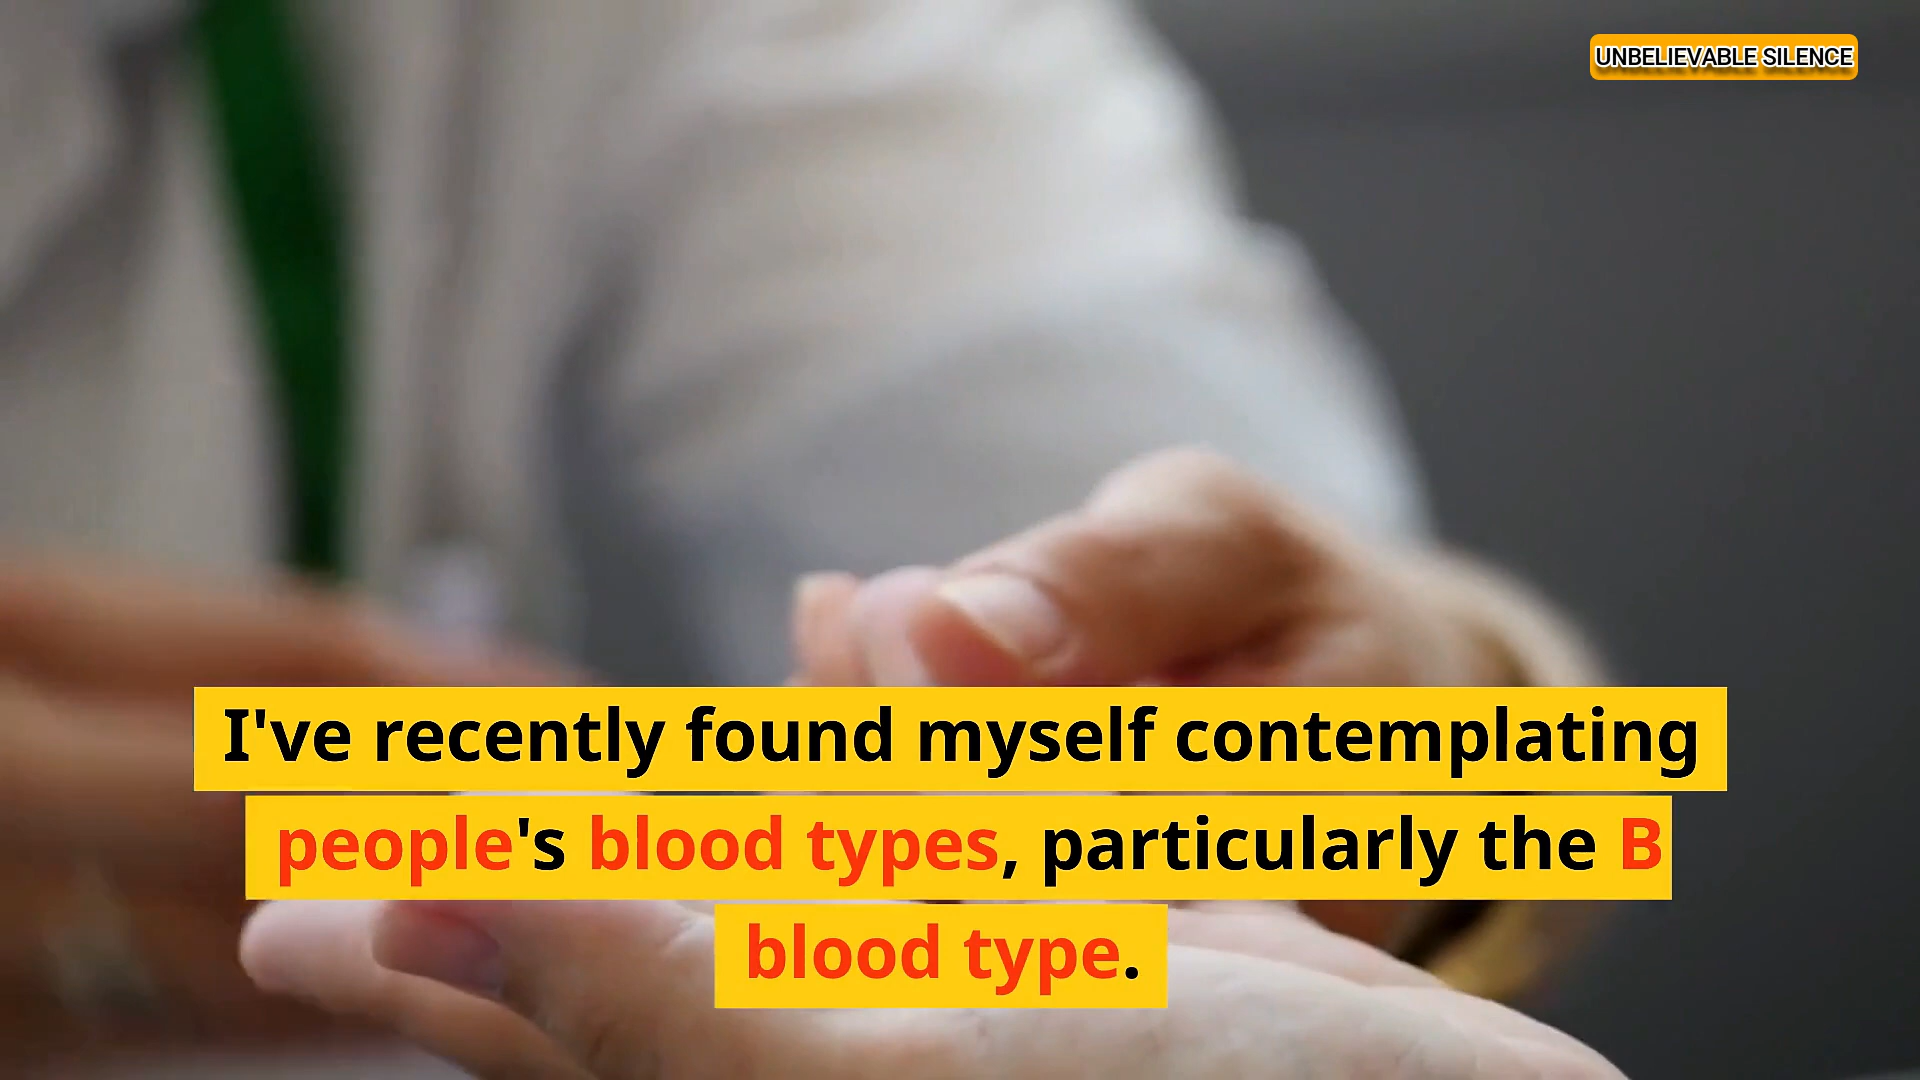 UNBELIEVABLE SILENCE
I've recently found myself contemplating
people's blood types, particularly the B
blood type.